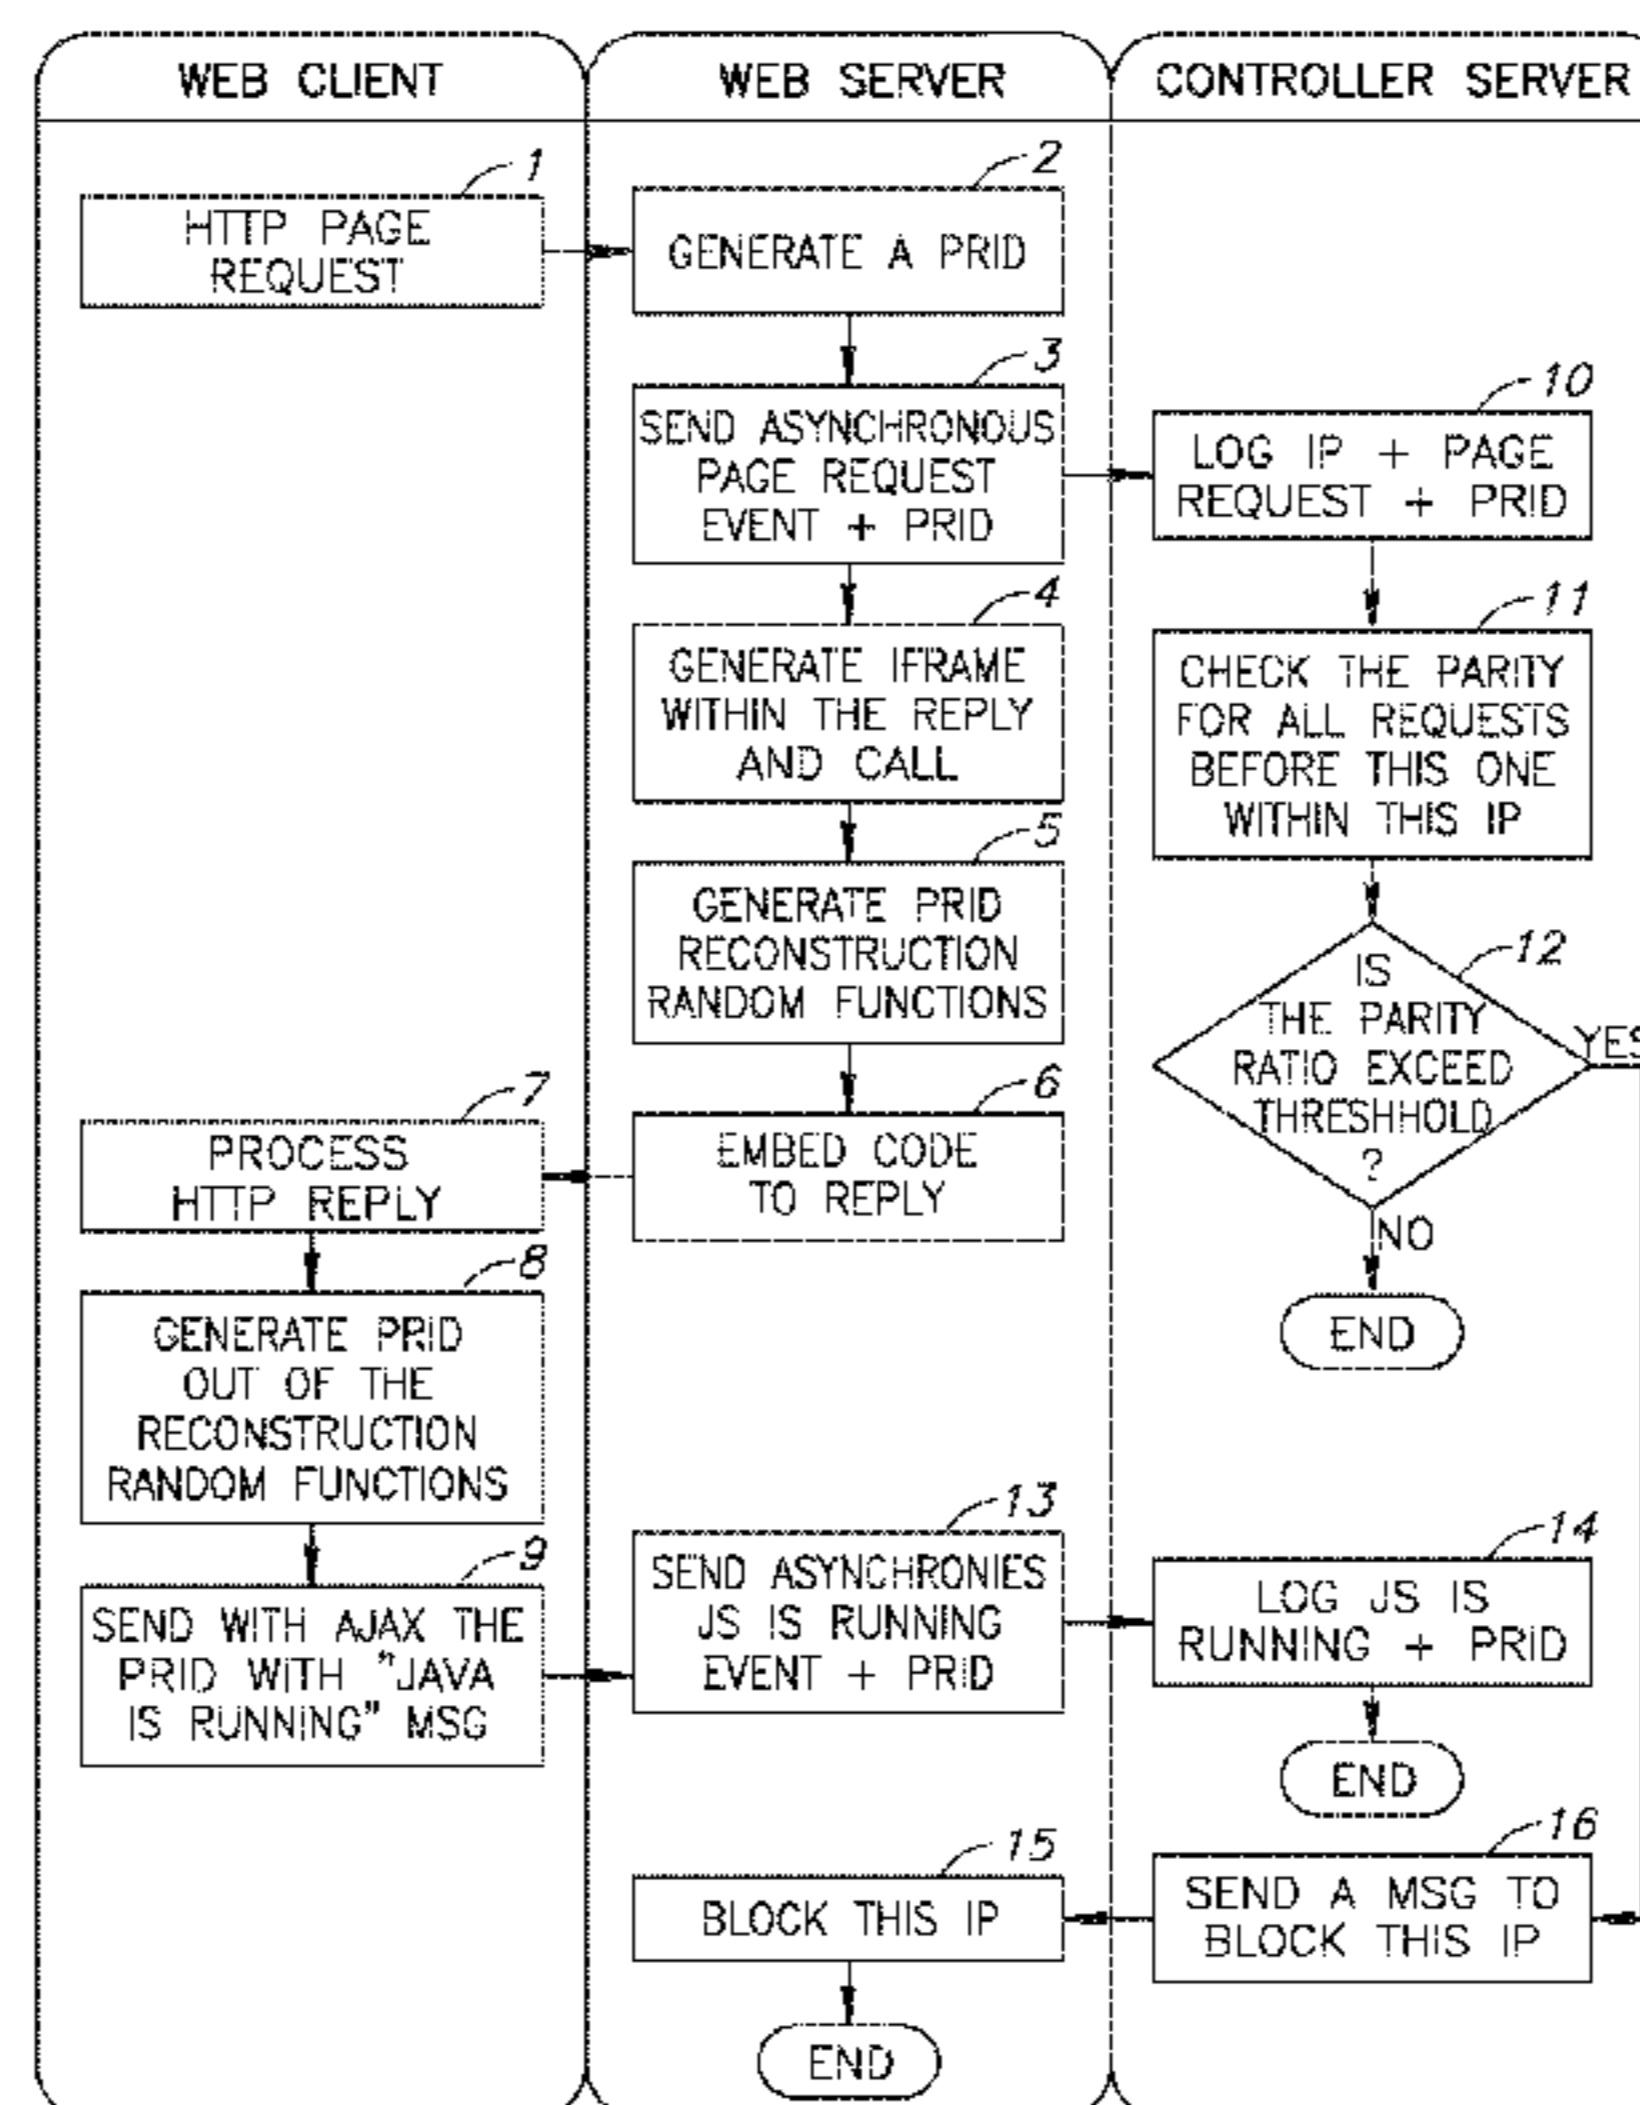 WEB CLIENT
WEB SERVER
CONTROLLER SERVER
1
HTTP PAGE
REQUEST
2
GENERATE A PRID
3
SEND ASYNCHRONOUS
PAGE REQUEST
EVENT + PRID
10
LOG IP + PAGE
REQUEST + PRID
4
GENERATE IFRAME
WITHIN THE REPLY
AND CALL
11
CHECK THE PARITY
FOR ALL REQUESTS
BEFORE THIS ONE
WITHIN THIS IP
5
GENERATE PRID
RECONSTRUCTION
RANDOM FUNCTIONS
12
IS
THE PARITY
RATIO EXCEED
THRESHHOLD
?
YES
NO
END
6
EMBED CODE
TO REPLY
7
PROCESS
HTTP REPLY
8
GENERATE PRID
OUT OF THE
RECONSTRUCTION
RANDOM FUNCTIONS
9
SEND WITH AJAX THE
PRID WITH "JAVA
IS RUNNING" MSG
13
SEND ASYNCHRONIES
JS IS RUNNING
EVENT + PRID
14
LOG JS IS
RUNNING + PRID
END
15
BLOCK THIS IP
16
SEND A MSG TO
BLOCK THIS IP
END